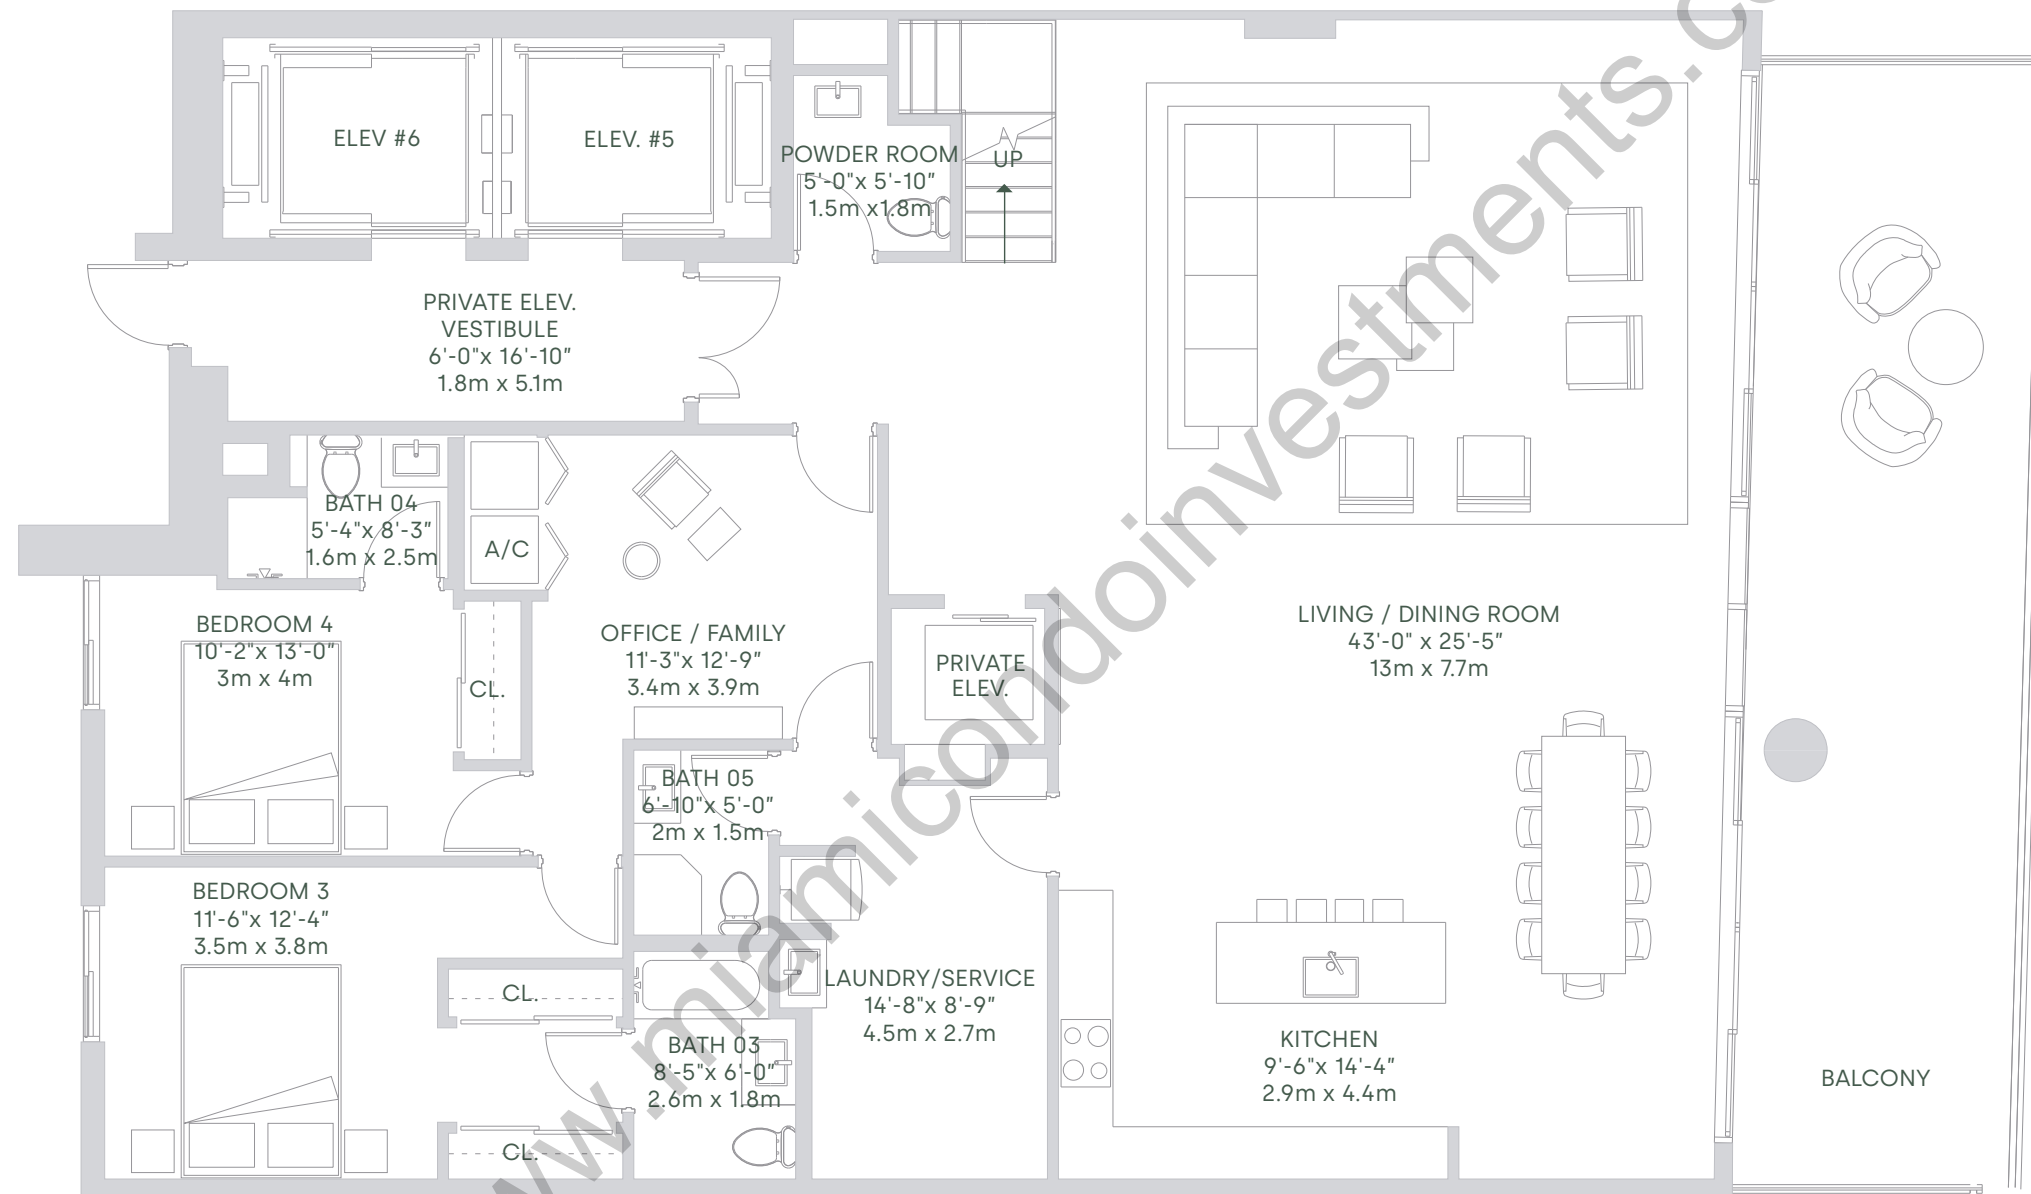 ELEV #6
ELEV. #5
POWDER ROOM
5'-0"x 5'-10"
1.5m x1.8m
UP
PRIVATE ELEV.
VESTIBULE
6'-0"x 16'-10"
1.8m x 5.1m
BATH 04
5'-4"x 8'-3"
1.6m x 2.5m
A/C
BEDROOM 4
10'-2"x 13'-0"
3m x 4m
CL.
OFFICE / FAMILY
11'-3"x 12'-9"
3.4m x 3.9m
PRIVATE
ELEV.
LIVING / DINING ROOM
43'-0" x 25'-5"
13m x 7.7m
BATH 05
6'-10"x 5'-0"
2m x 1.5m
BEDROOM 3
11'-6"x 12'-4"
3.5m x 3.8m
CL.
LAUNDRY/SERVICE
14'-8"x 8'-9"
4.5m x 2.7m
BATH 03
8'-5"x 6'-0"
2.6m x 1.8m
CL.
KITCHEN
9'-6"x 14'-4"
2.9m x 4.4m
BALCONY
www.miamicondoinvestments.co